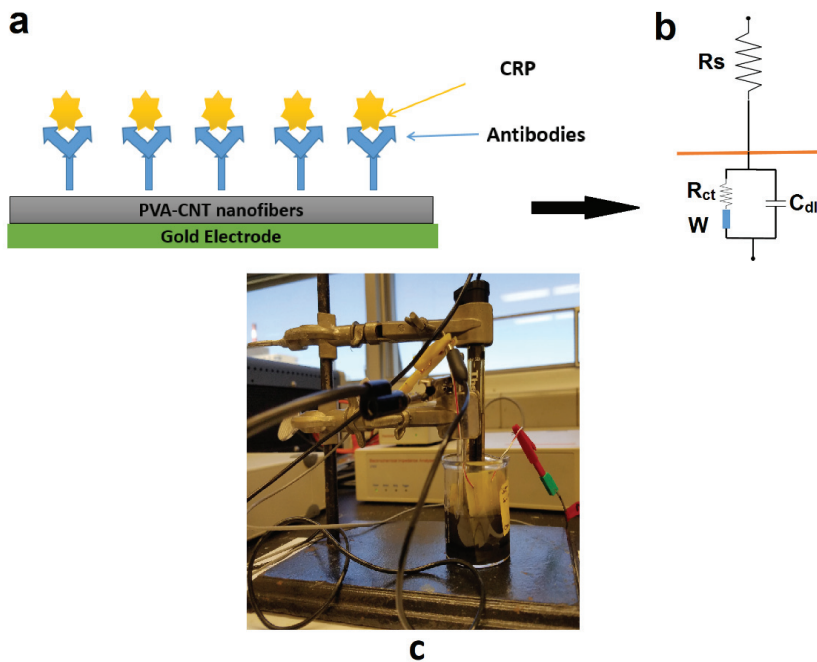 a
b
CRP
Rs
Antibodies
PVA-CNT nanofibers
Gold Electrode
Rct
W
Cdl
c